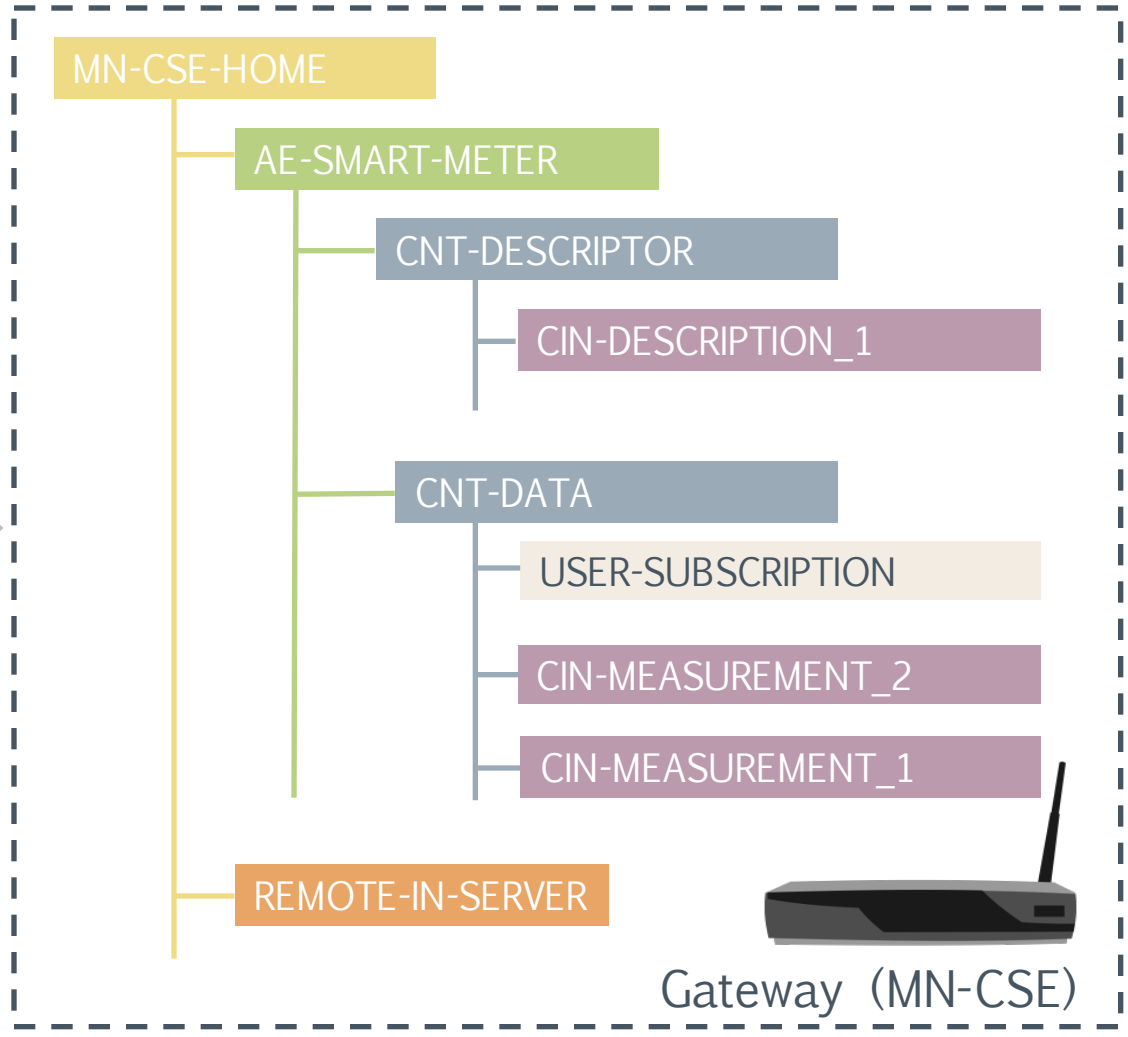 MN-CSE-HOME
AE-SMART-METER
CNT-DESCRIPTOR
CIN-DESCRIPTION_1
CNT-DATA
USER-SUBSCRIPTION
CIN-MEASUREMENT_2
CIN-MEASUREMENT_1
REMOTE-IN-SERVER
Gateway (MN-CSE)